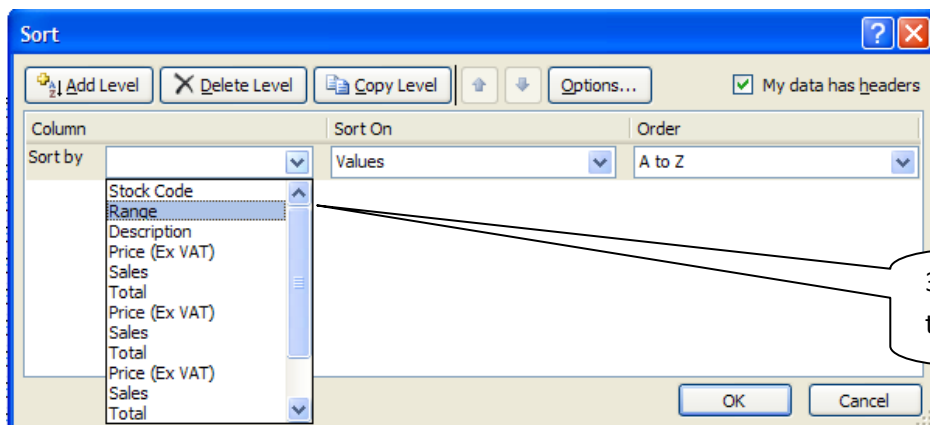 Sort
Add Level Delete Level Copy Level Options... My data has headers
Column Sort On Order
Sort by Values A to Z
Stock Code
Range
Description
Price (Ex VAT)
Sales
Total
Price (Ex VAT)
Sales
Total
Price (Ex VAT)
Sales
Total
OK Cancel